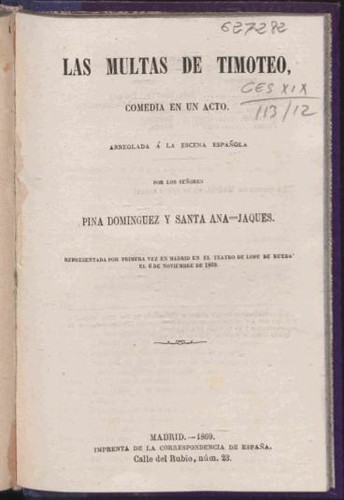 627282
LAS MULTAS DE TIMOTEO,
CES XIX
113/12
COMEDIA EN UN ACTO.
ARREGLADA Á LA ESCENA ESPAÑOLA
POR LOS SEÑORES
PINA DOMINGUEZ Y SANTA ANA—JAQUES.
REPRESENTADA POR PRIMERA VEZ EN MADRID EN EL TEATRO DE LOPE DE RUEDA
EL 6 DE NOVIEMBRE DE 1869.
MADRID.—1869.
IMPRENTA DE LA CORRESPONDENCIA DE ESPAÑA.
Calle del Rubio, núm. 23.